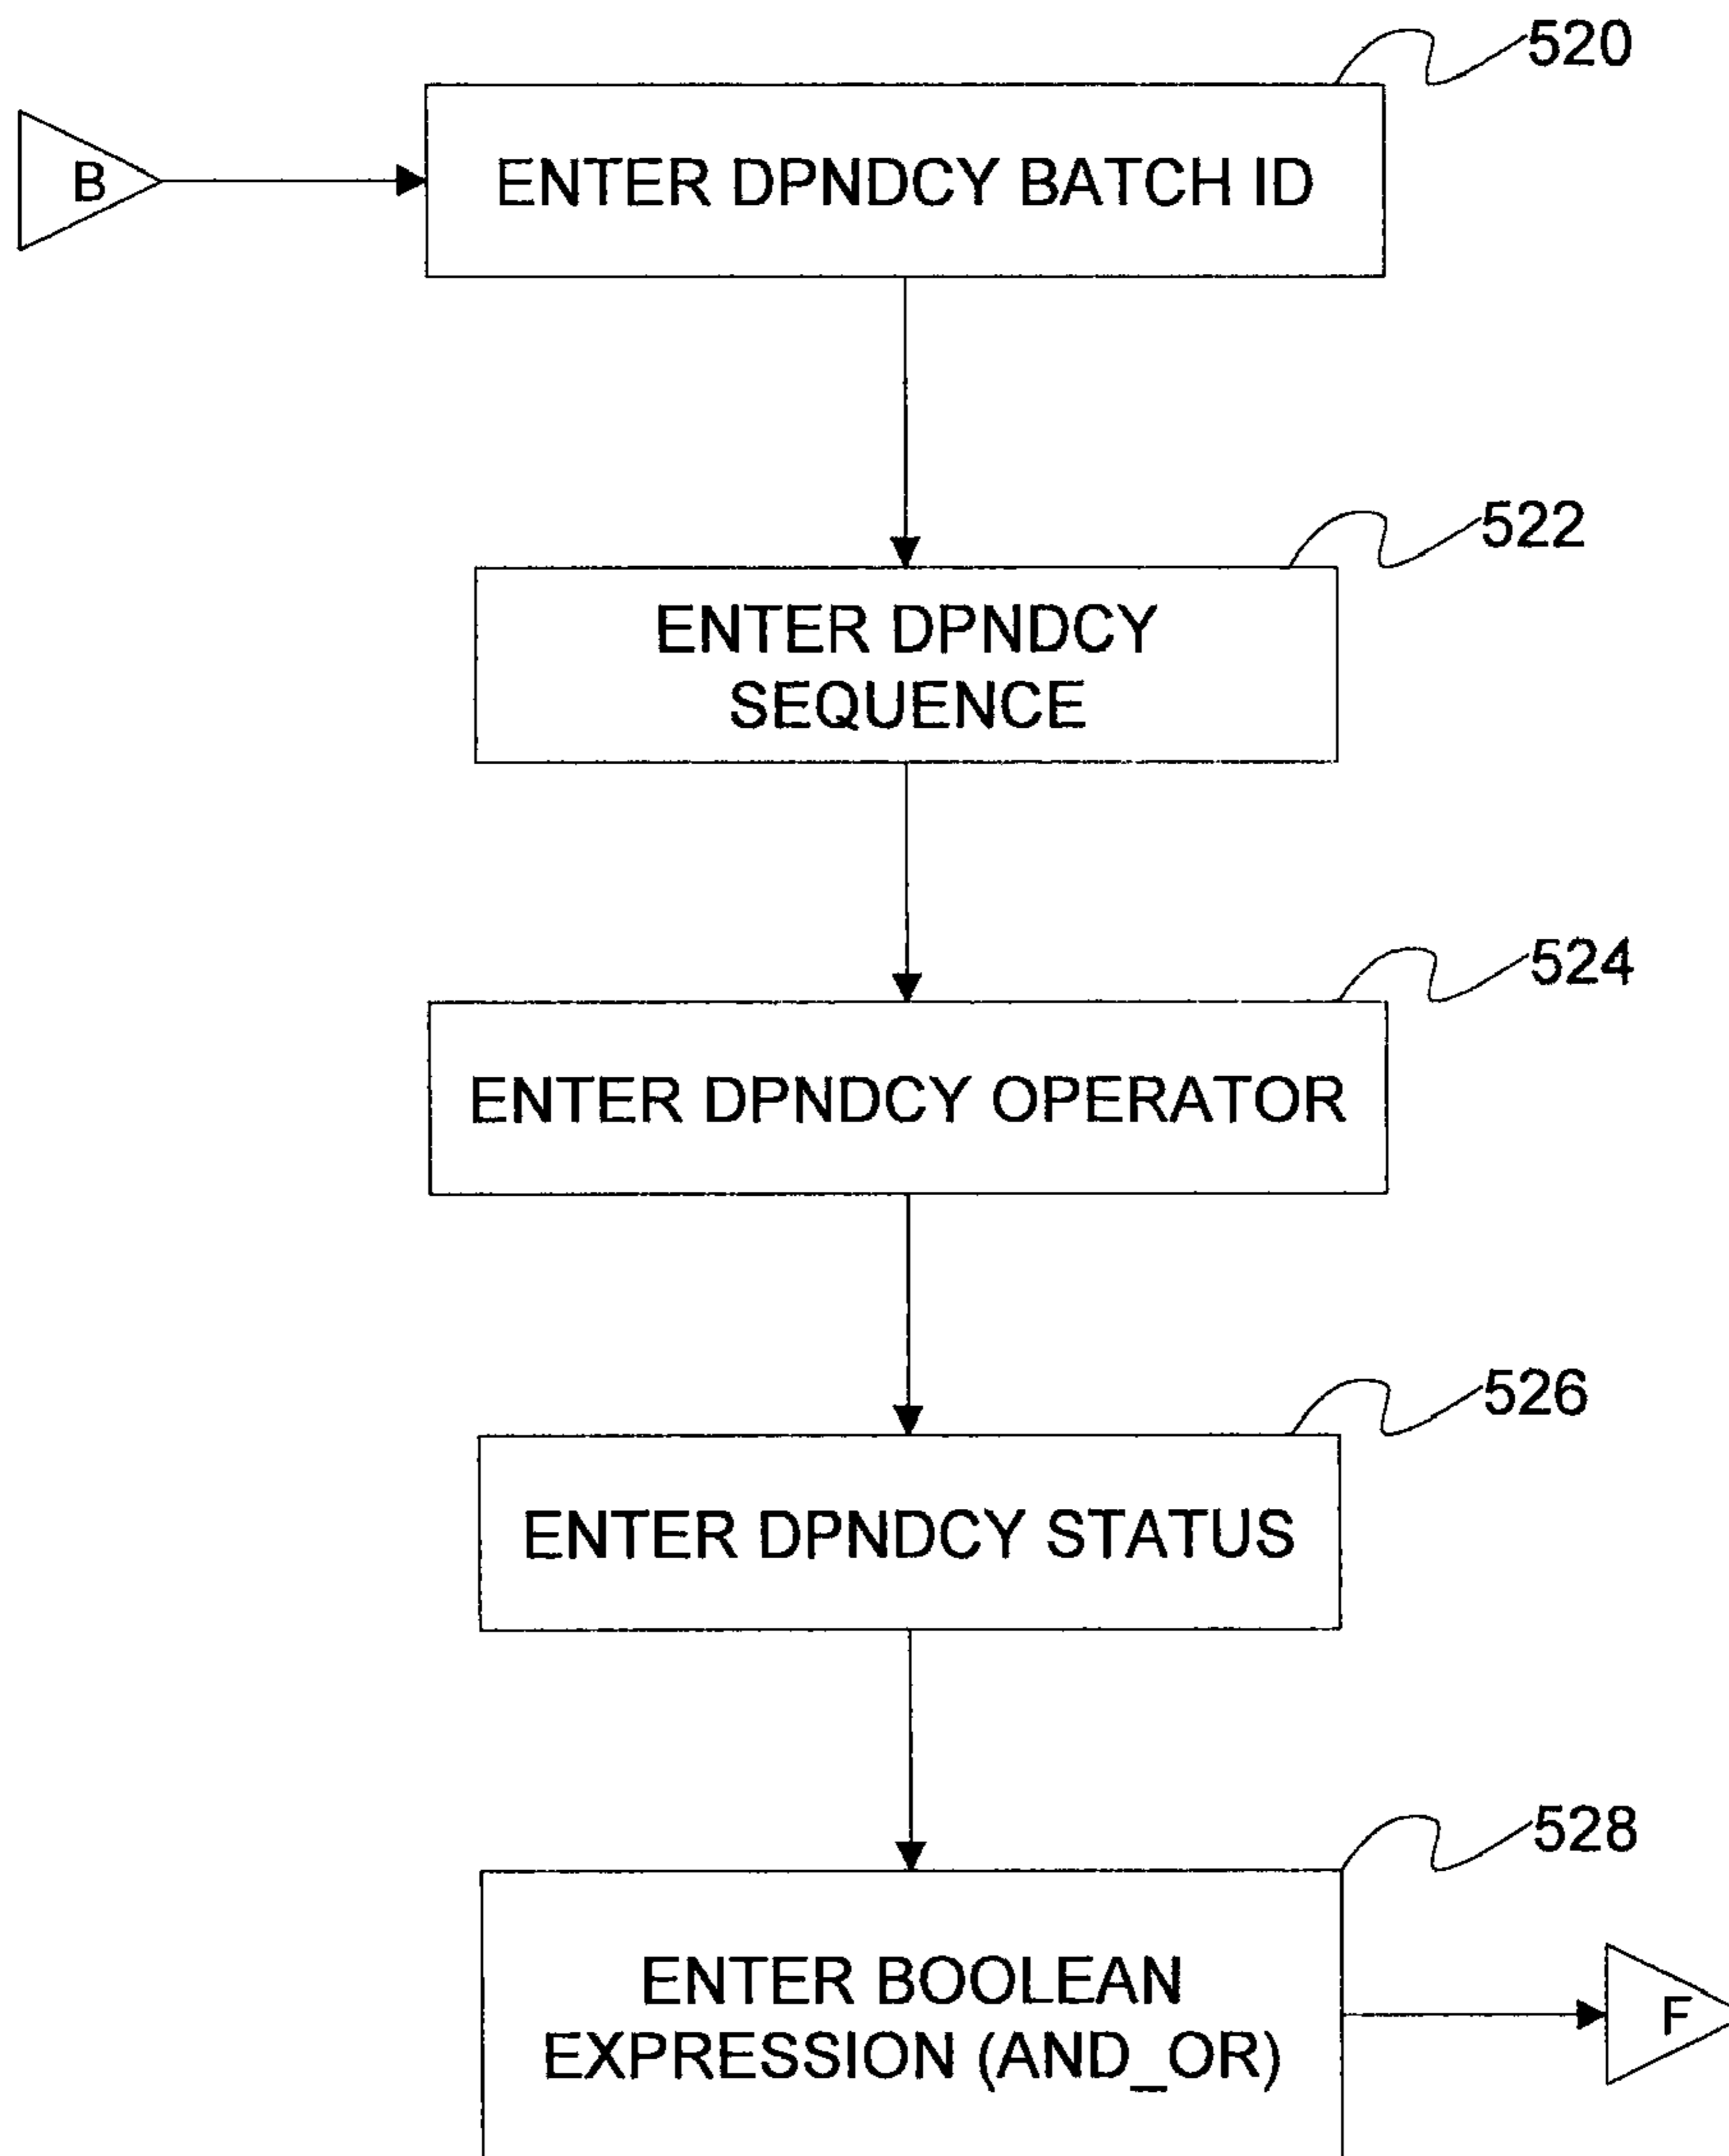 520
B
ENTER DPNDCY BATCH ID
522
ENTER DPNDCY
SEQUENCE
524
ENTER DPNDCY OPERATOR
526
ENTER DPNDCY STATUS
528
ENTER BOOLEAN
EXPRESSION (AND_OR)
F